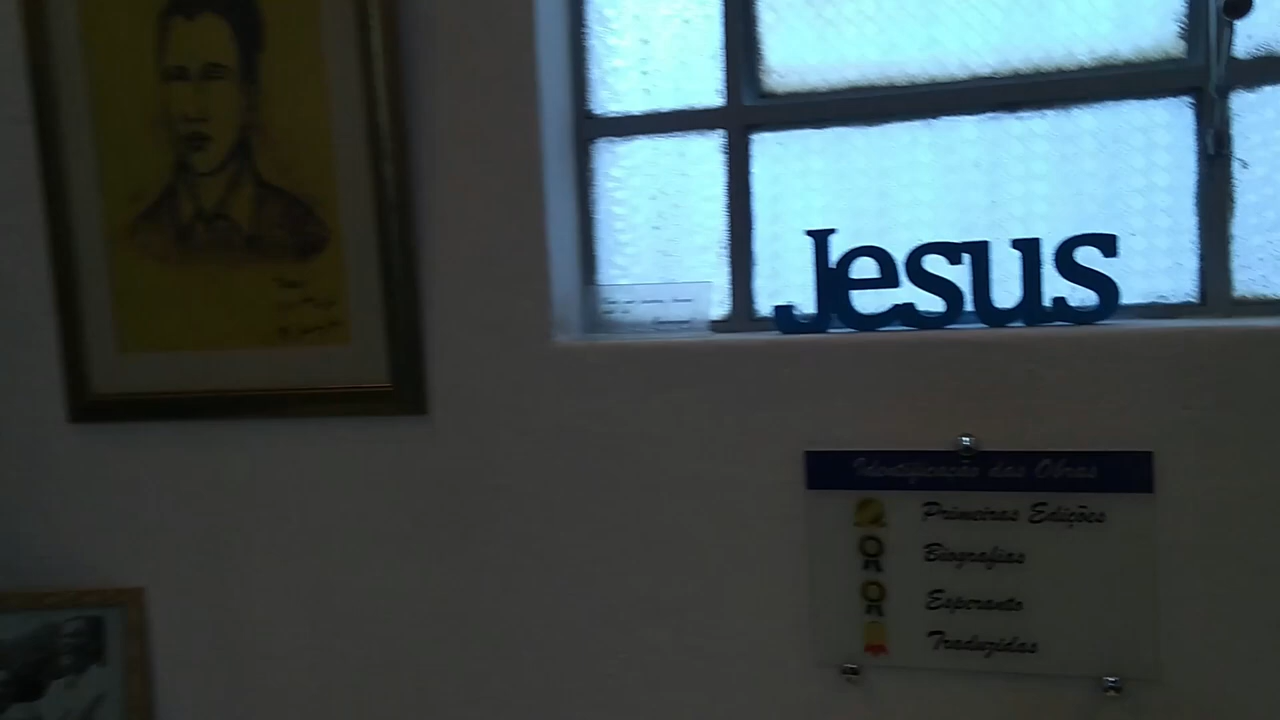 Jesus
Identificação das Obras
Primeiras Edições
Biografias
Esperanto
Traduzidas